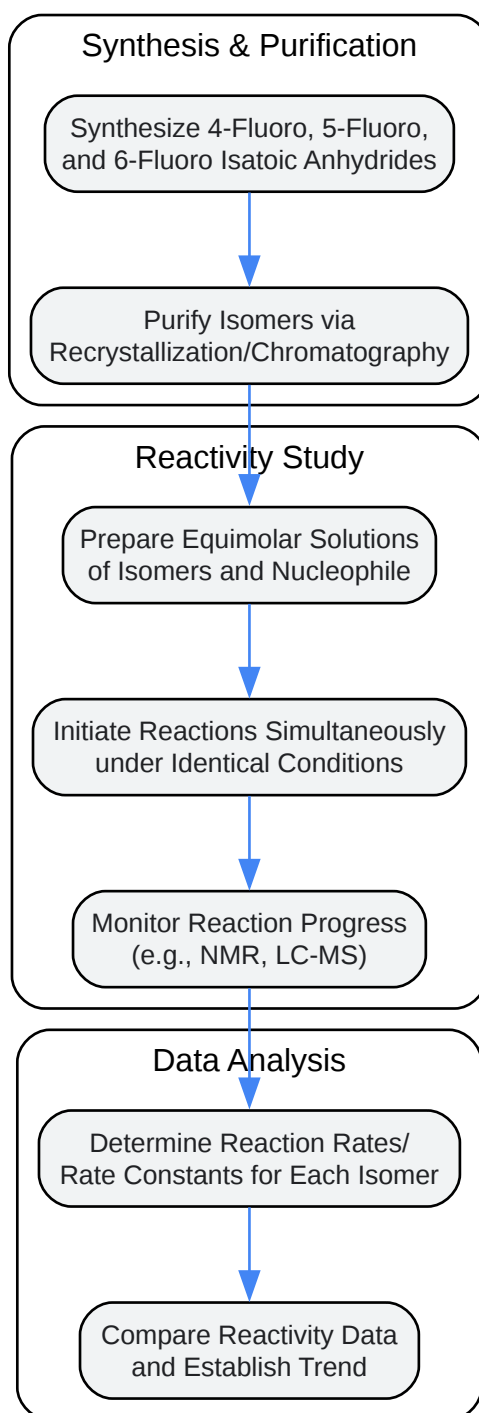 Synthesis & Purification
Synthesize 4-Fluoro, 5-Fluoro,
and 6-Fluoro Isatoic Anhydrides
Purify Isomers via
Recrystallization/Chromatography
Reactivity Study
Prepare Equimolar Solutions
of Isomers and Nucleophile
Initiate Reactions Simultaneously
under Identical Conditions
Monitor Reaction Progress
(e.g., NMR, LC-MS)
Data Analysis
Determine Reaction Rates/
Rate Constants for Each Isomer
Compare Reactivity Data
and Establish Trend